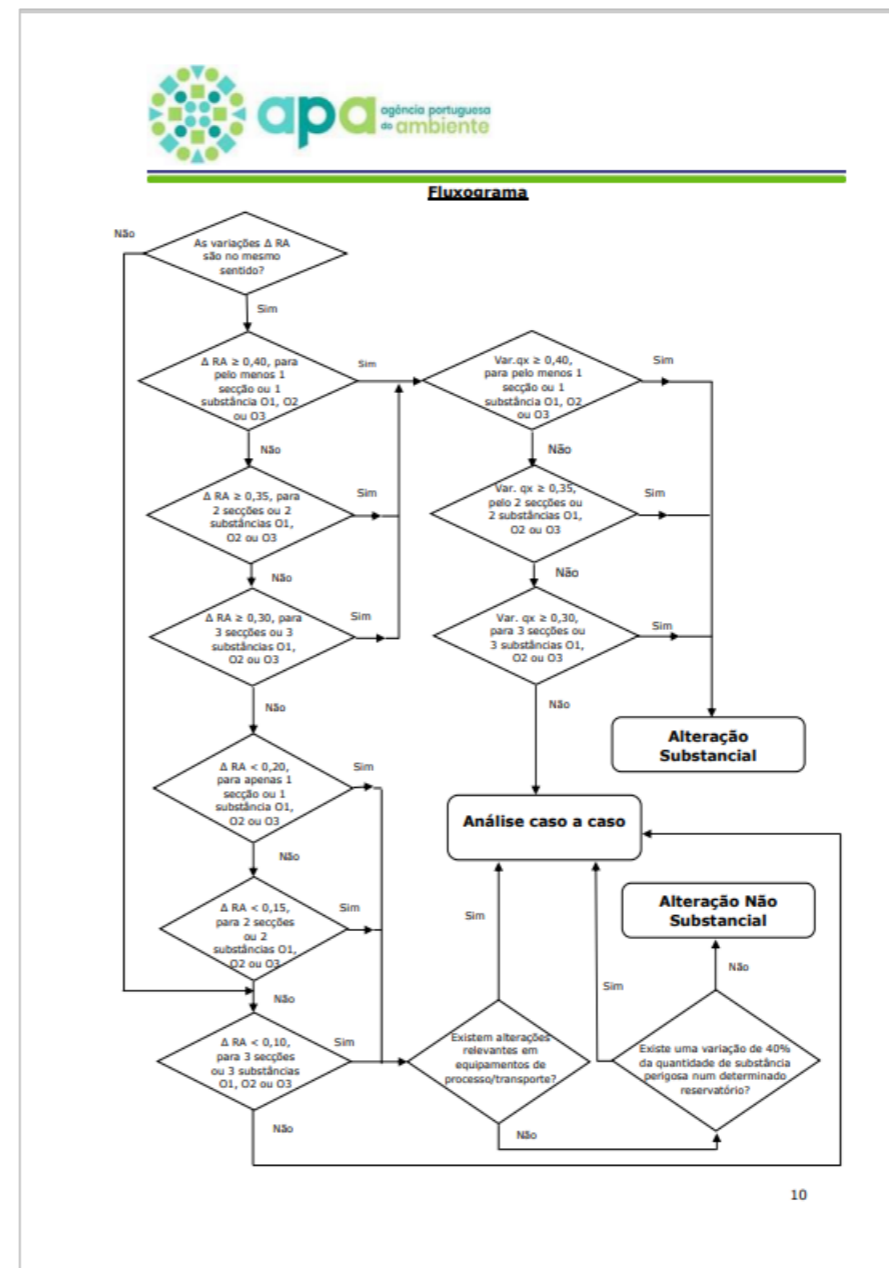 apa agência portuguesa
do ambiente
Fluxograma
Não
As variações Δ RA
são no mesmo
sentido?
Sim
Δ RA ≥ 0,40, para
pelo menos 1
secção ou 1
substância O1, O2
ou O3
Sim
Var.qx ≥ 0,40,
para pelo menos 1
secção ou 1
substância O1, O2
ou O3
Sim
Não
Não
Δ RA ≥ 0,35, para
2 secções ou 2
substâncias O1,
O2 ou O3
Sim
Var. qx ≥ 0,35,
pelo 2 secções ou
2 substâncias O1,
O2 ou O3
Sim
Não
Não
Δ RA ≥ 0,30, para
3 secções ou 3
substâncias O1,
O2 ou O3
Sim
Var. qx ≥ 0,30,
para 3 secções ou
3 substâncias O1,
O2 ou O3
Sim
Não
Não
Alteração
Substancial
Δ RA < 0,20,
para apenas 1
secção ou 1
substância O1,
O2 ou O3
Sim
Análise caso a caso
Não
Δ RA < 0,15,
para 2 secções
ou 2
substâncias O1,
O2 ou O3
Sim
Sim
Alteração Não
Substancial
Não
Sim
Não
Δ RA < 0,10,
para 3 secções
ou 3 substâncias
O1, O2 ou O3
Sim
Existem alterações
relevantes em
equipamentos de
processo/transporte?
Existe uma variação de 40%
da quantidade de substância
perigosa num determinado
reservatório?
Não
Não
10